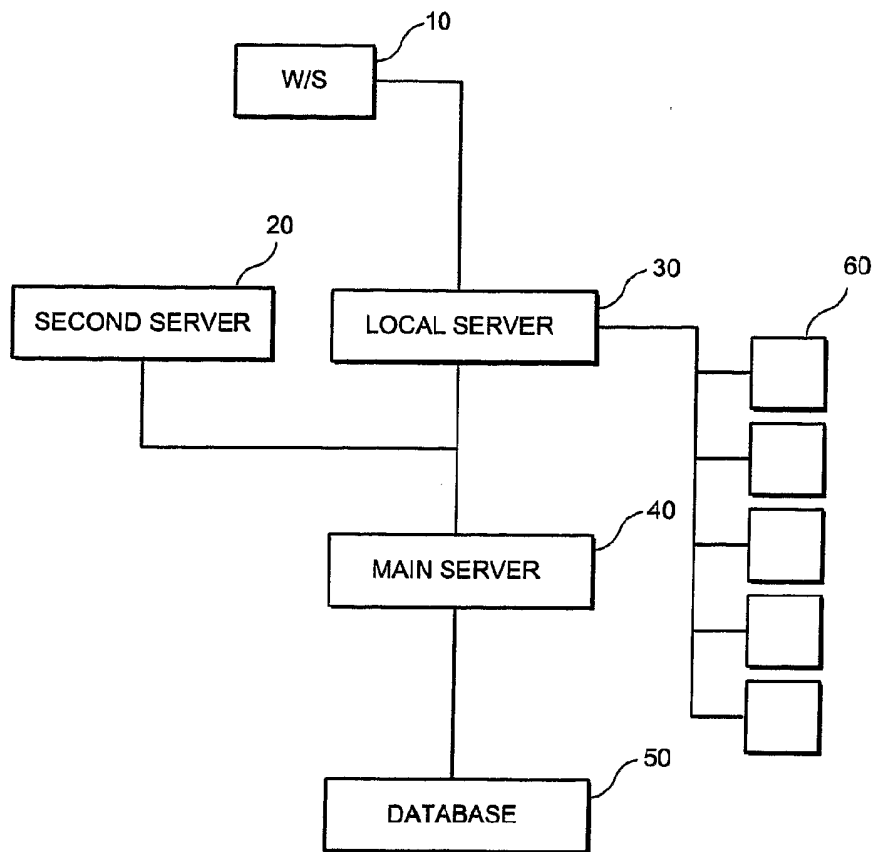 10
W/S
20
SECOND SERVER
30
LOCAL SERVER
60
40
MAIN SERVER
50
DATABASE